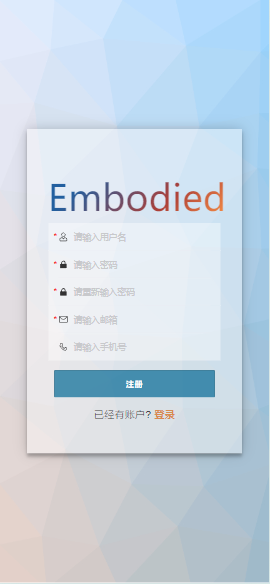 Embodied
* 请输入用户名
* 请输入密码
* 请重新输入密码
* 请输入邮箱
请输入手机号
注册
已经有账户? 登录